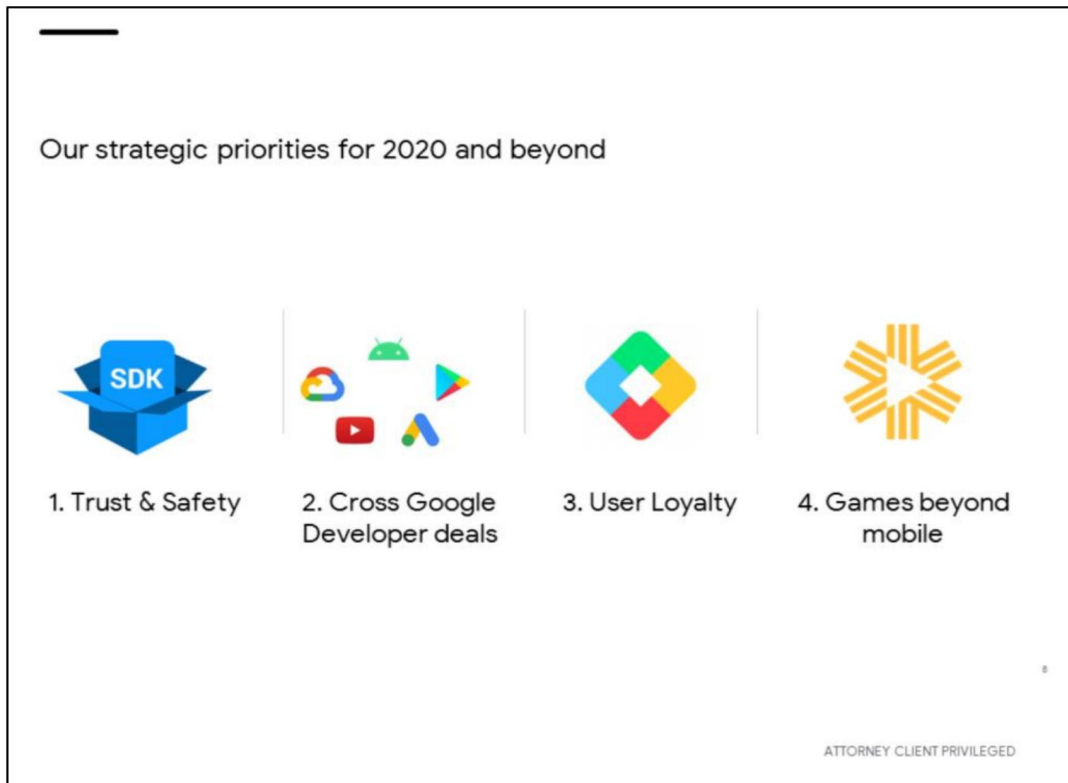 Our strategic priorities for 2020 and beyond
SDK
1. Trust & Safety
2. Cross Google
Developer deals
3. User Loyalty
4. Games beyond
mobile
8
ATTORNEY CLIENT PRIVILEGED